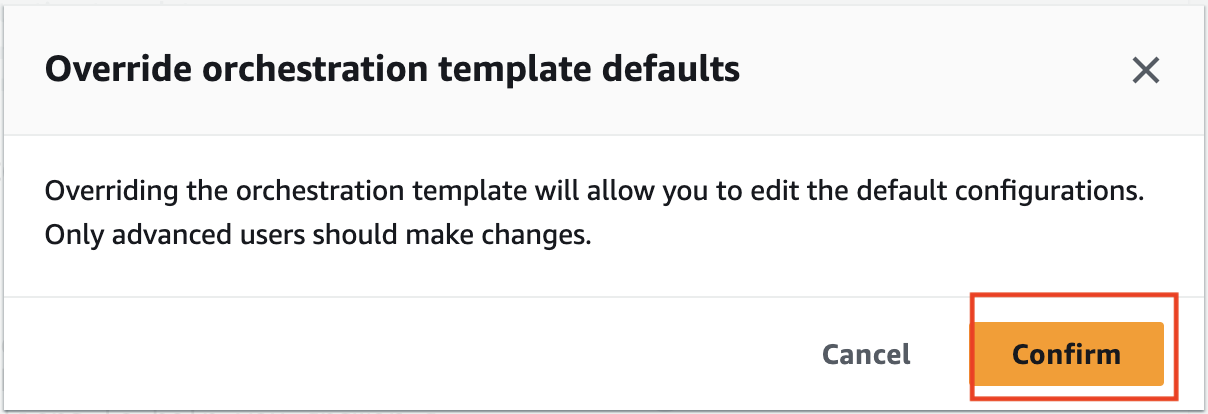 Override orchestration template defaults
Overriding the orchestration template will allow you to edit the default configurations.
Only advanced users should make changes.
Cancel
Confirm